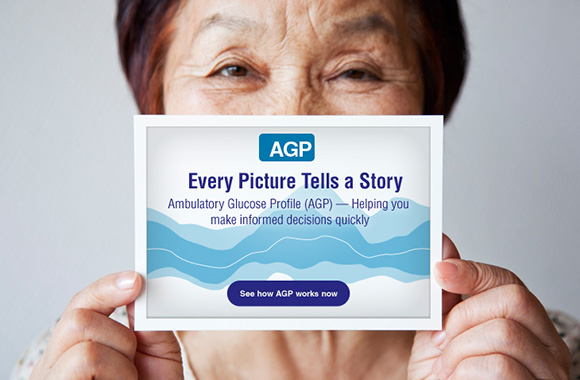 AGP
Every Picture Tells a Story
Ambulatory Glucose Profile (AGP) — Helping you
make informed decisions quickly
See how AGP works now